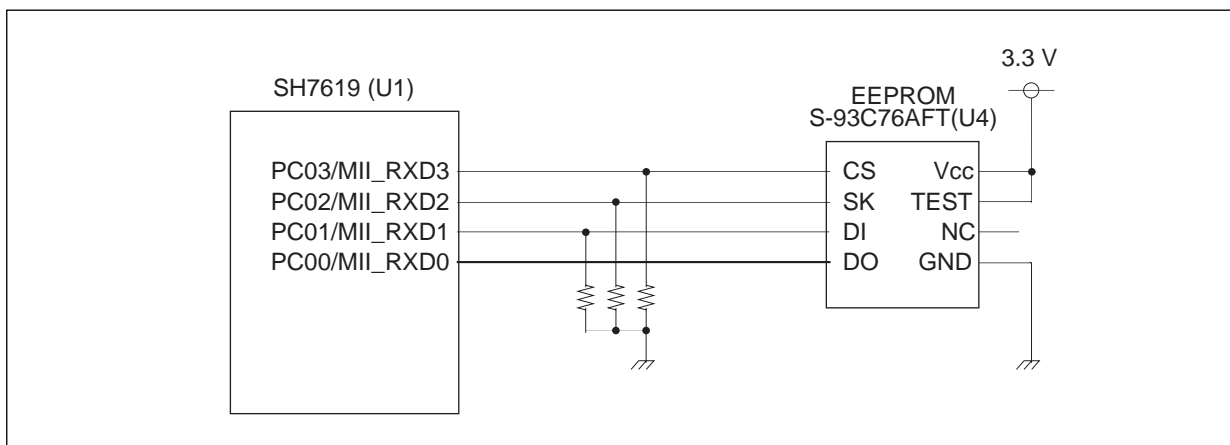 3.3 V
SH7619 (U1)
EEPROM
S-93C76AFT(U4)
PC03/MII_RXD3
PC02/MII_RXD2
PC01/MII_RXD1
PC00/MII_RXD0
CS Vcc
SK TEST
DI NC
DO GND